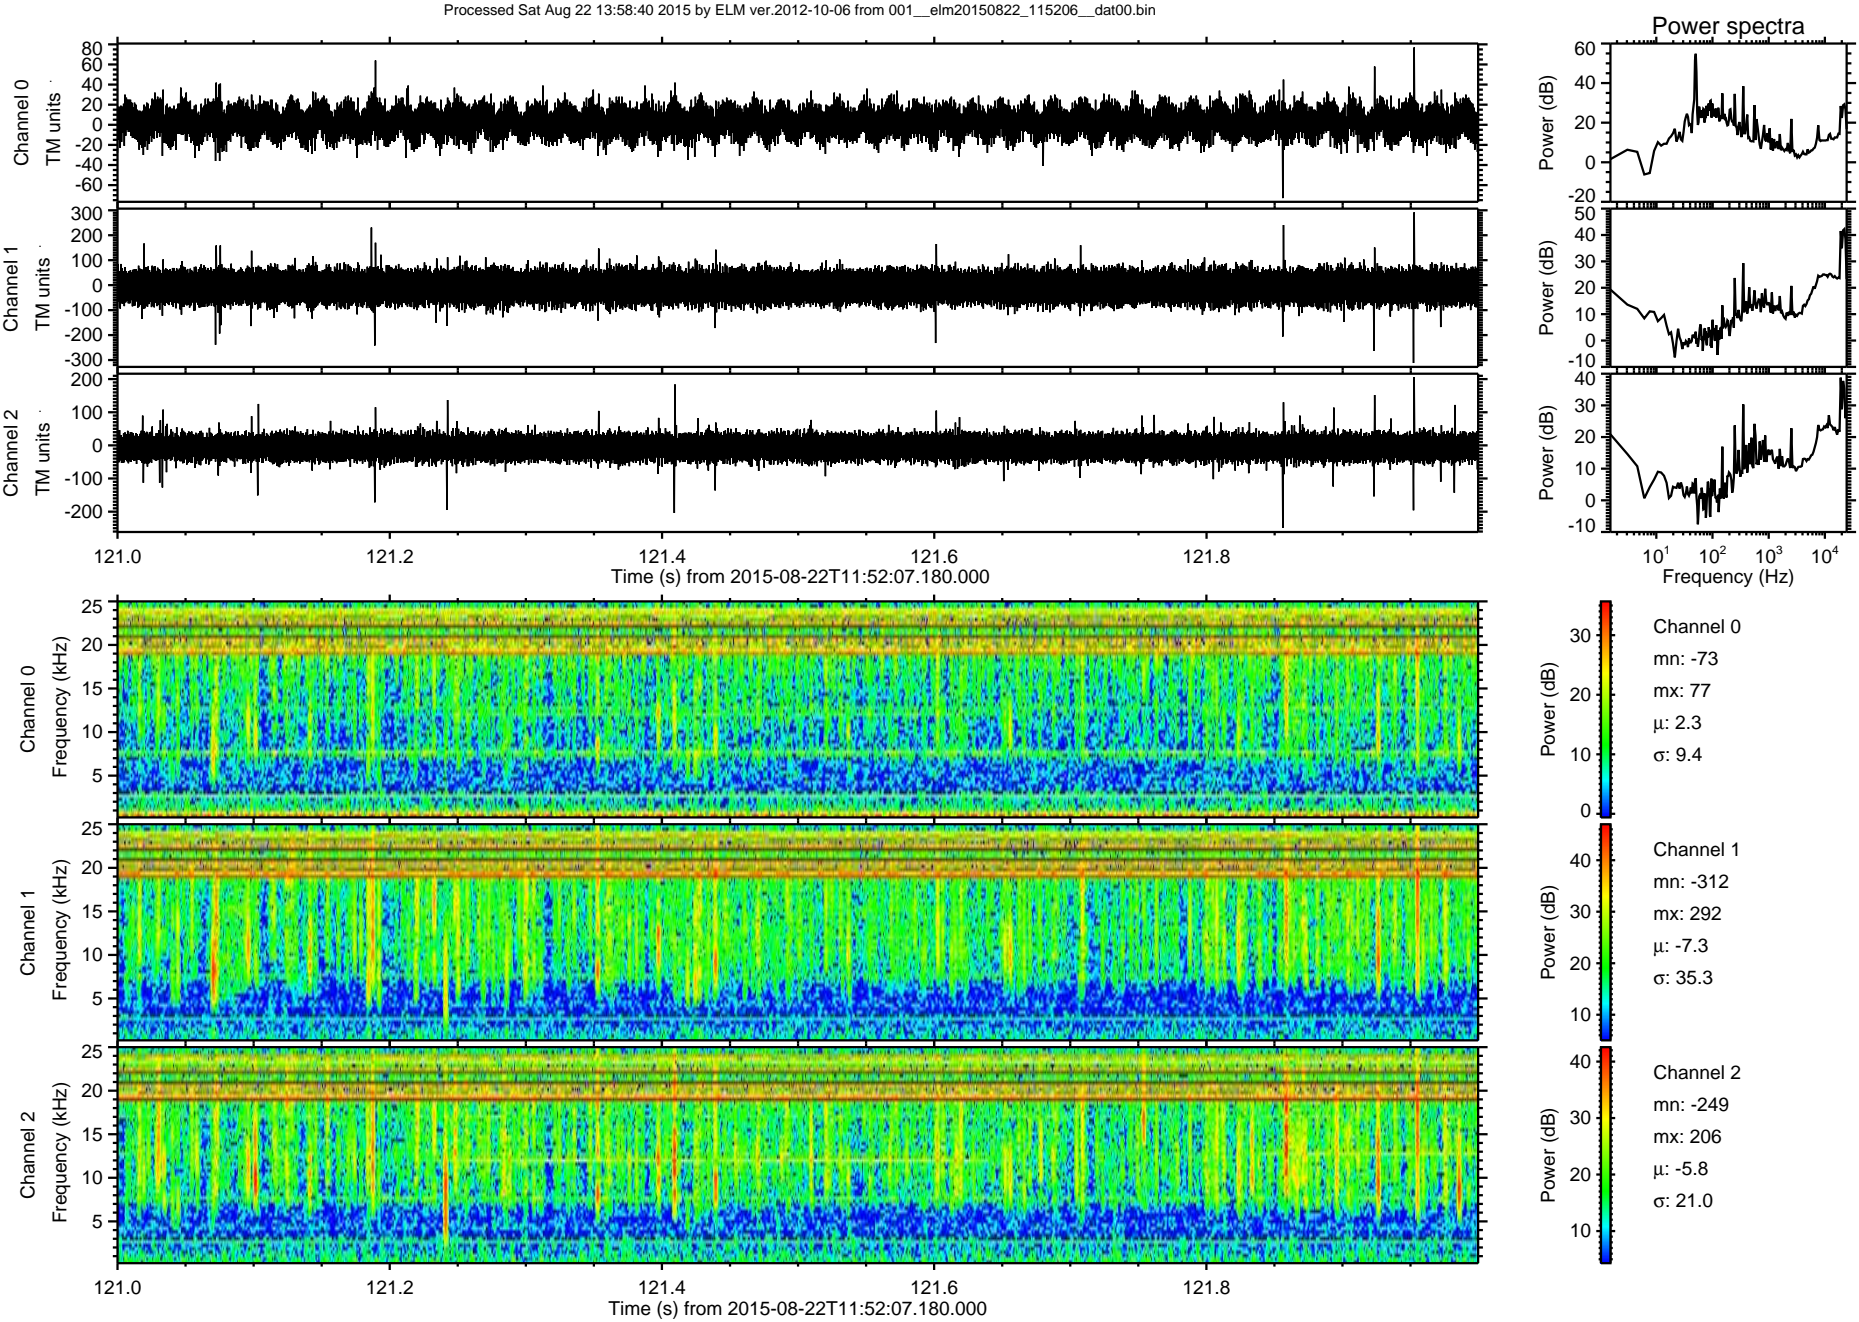 Processed Sat Aug 22 13:58:40 2015 by ELM ver.2012-10-06 from 001__elm20150822_115206__dat00.bin
Power spectra
Channel 0
TM units
80
60
40
20
0
-20
-40
-60
Power (dB)
60
40
20
0
-20
Channel 1
TM units
300
200
100
0
-100
-200
-300
Power (dB)
50
40
30
20
10
0
-10
Channel 2
TM units
200
100
0
-100
-200
Power (dB)
40
30
20
10
0
-10
121.0 121.2 121.4 121.6 121.8
Time (s) from 2015-08-22T11:52:07.180.000
10¹ 10² 10³ 10⁴
Frequency (Hz)
Channel 0
Frequency (kHz)
25
20
15
10
5
Power (dB)
30
20
10
0
Channel 0
mn: -73
mx: 77
μ: 2.3
σ: 9.4
Channel 1
Frequency (kHz)
25
20
15
10
5
Power (dB)
40
30
20
10
Channel 1
mn: -312
mx: 292
μ: -7.3
σ: 35.3
Channel 2
Frequency (kHz)
25
20
15
10
5
Power (dB)
40
30
20
10
Channel 2
mn: -249
mx: 206
μ: -5.8
σ: 21.0
121.0 121.2 121.4 121.6 121.8
Time (s) from 2015-08-22T11:52:07.180.000